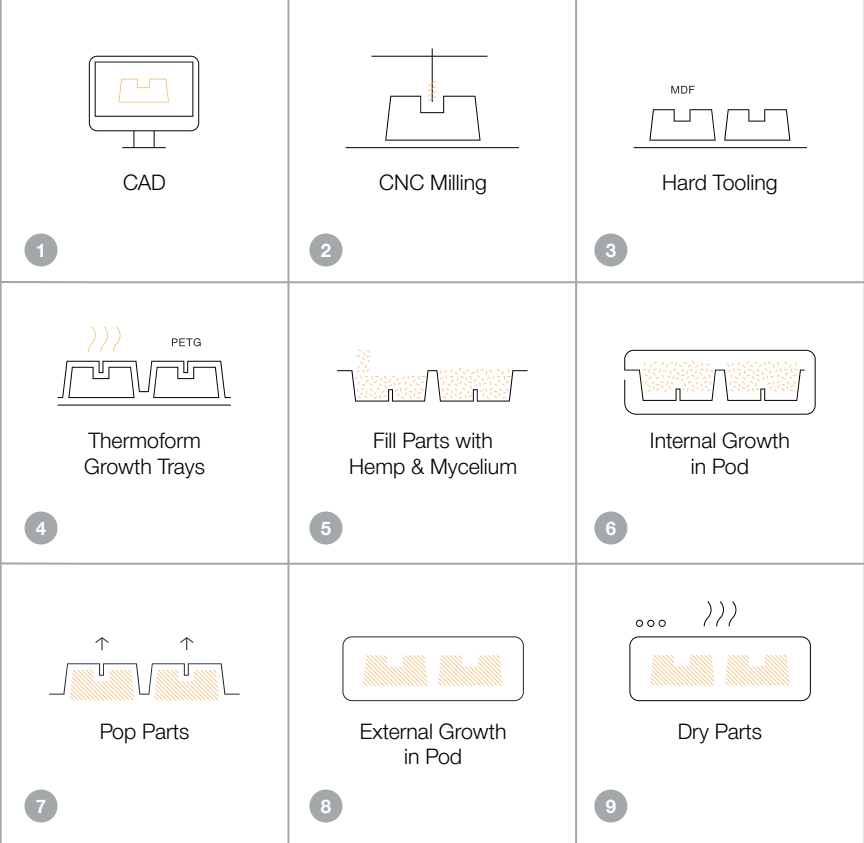 CAD
1
CNC Milling
2
MDF
Hard Tooling
3
PETG
Thermoform
Growth Trays
4
Fill Parts with
Hemp & Mycelium
5
Internal Growth
in Pod
6
Pop Parts
7
External Growth
in Pod
8
Dry Parts
9